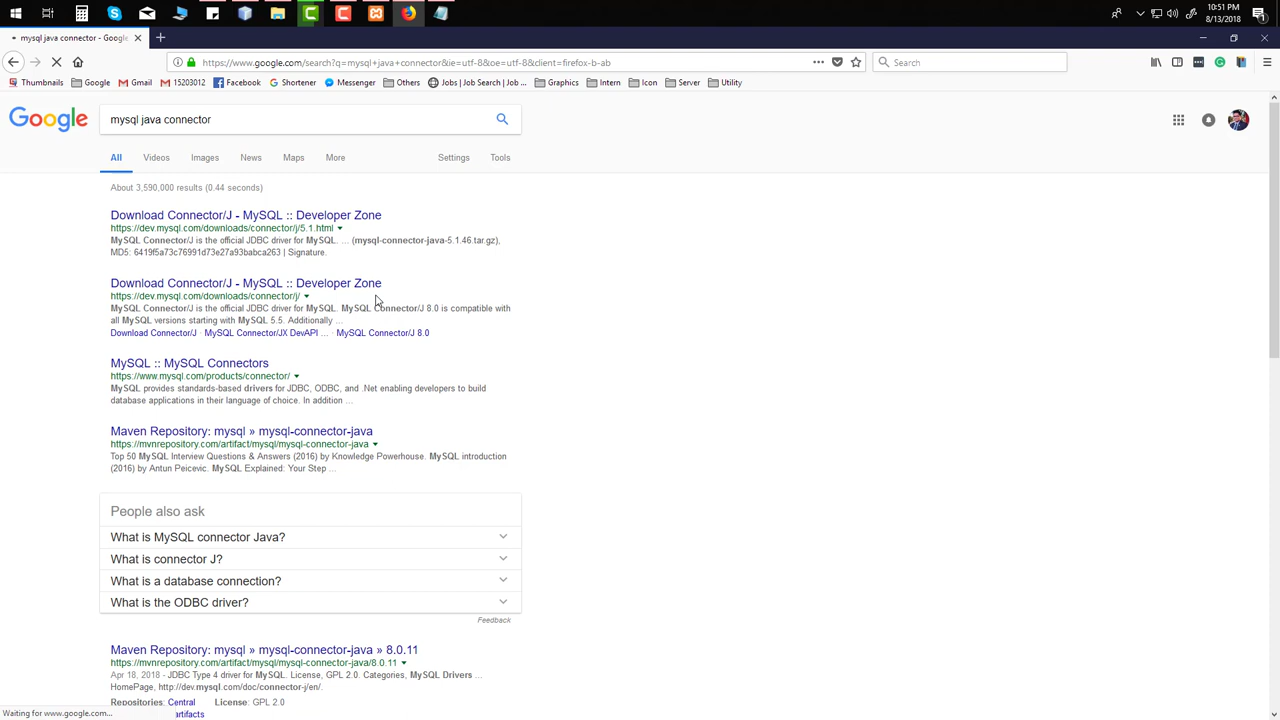 10:51 PM
8/13/2018
mysql java connector - Google
https://www.google.com/search?q=mysql+java+connector&ie=utf-8&oe=utf-8&client=firefox-b-ab
Search
Thumbnails Google Gmail 15203012 Facebook Shortener Messenger Others Jobs | Job Search | Job ... Graphics Intern Icon Server Utility
Google
mysql java connector
All Videos Images News Maps More Settings Tools
About 3,590,000 results (0.44 seconds)
Download Connector/J - MySQL :: Developer Zone
https://dev.mysql.com/downloads/connector/j/5.1.html
MySQL Connector/J is the official JDBC driver for MySQL. ... (mysql-connector-java-5.1.46.tar.gz),
MD5: 6419f5a73c76991d73e27a93babca263 | Signature.
Download Connector/J - MySQL :: Developer Zone
https://dev.mysql.com/downloads/connector/j/
MySQL Connector/J is the official JDBC driver for MySQL. MySQL Connector/J 8.0 is compatible with
all MySQL versions starting with MySQL 5.5. Additionally ...
Download Connector/J · MySQL Connector/JX DevAPI ... · MySQL Connector/J 8.0
MySQL :: MySQL Connectors
https://www.mysql.com/products/connector/
MySQL provides standards-based drivers for JDBC, ODBC, and .Net enabling developers to build
database applications in their language of choice. In addition ...
Maven Repository: mysql » mysql-connector-java
https://mvnrepository.com/artifact/mysql/mysql-connector-java
Top 50 MySQL Interview Questions & Answers (2016) by Knowledge Powerhouse. MySQL introduction
(2016) by Antun Peicevic. MySQL Explained: Your Step ...
People also ask
What is MySQL connector Java?
What is connector J?
What is a database connection?
What is the ODBC driver?
Feedback
Maven Repository: mysql » mysql-connector-java » 8.0.11
https://mvnrepository.com/artifact/mysql/mysql-connector-java/8.0.11
Apr 18, 2018 - JDBC Type 4 driver for MySQL. License, GPL 2.0. Categories, MySQL Drivers ...
HomePage, http://dev.mysql.com/doc/connector-j/en/.
Repositories: Central License: GPL 2.0
artifacts
Waiting for www.google.com...